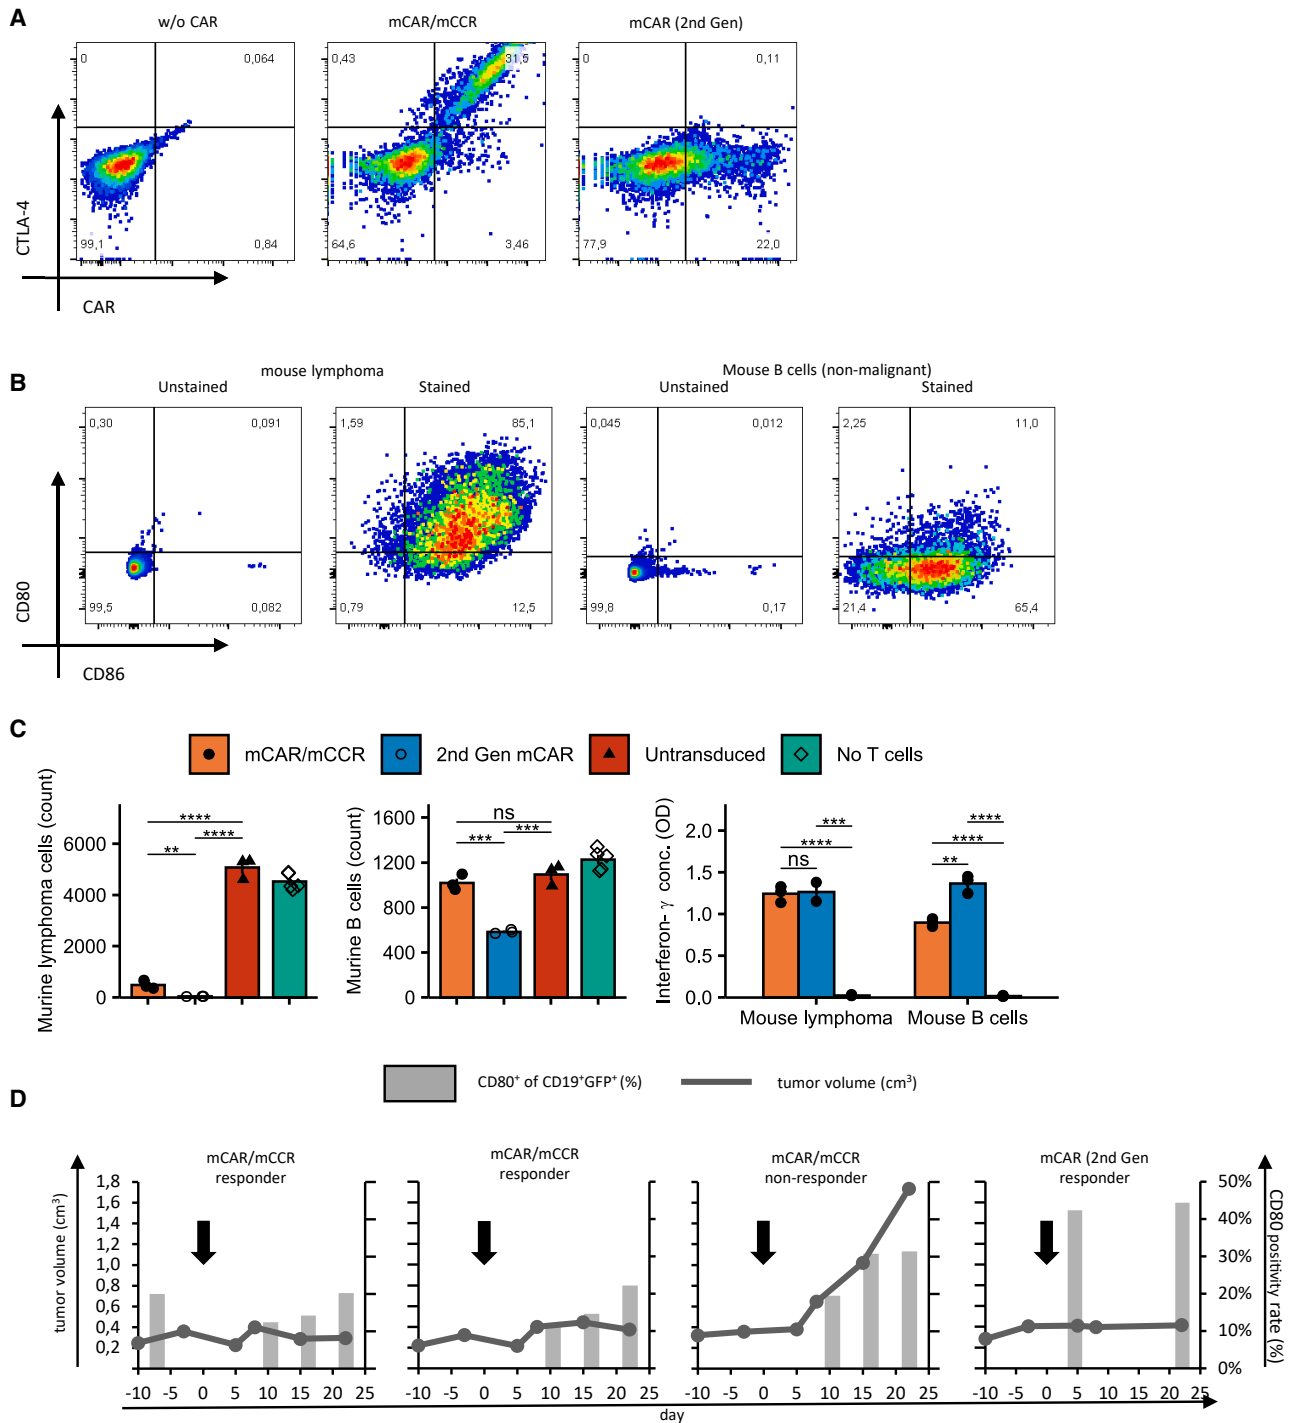 A
w/o CAR
mCAR/mCCR
mCAR (2nd Gen)
0
0,064
0,43
31,5
0
0,11
99,1
0,84
64,6
3,46
77,9
22,0
CTLA-4
CAR
B
mouse lymphoma
Mouse B cells (non-malignant)
Unstained
Stained
Unstained
Stained
0,30
0,091
1,59
85,1
0,045
0,012
2,25
11,0
99,5
0,082
0,79
12,5
99,8
0,17
21,4
65,4
CD80
CD86
C
mCAR/mCCR
2nd Gen mCAR
Untransduced
No T cells
Murine lymphoma cells (count)
6000
4000
2000
0
****
****
**
Murine B cells (count)
1600
1200
800
400
0
ns
***
***
Interferon- γ conc. (OD)
2.0
1.5
1.0
0.5
0.0
***
****
ns
****
****
**
Mouse lymphoma
Mouse B cells
CD80+ of CD19+GFP+ (%)
tumor volume (cm3)
D
mCAR/mCCR
responder
mCAR/mCCR
responder
mCAR/mCCR
non-responder
mCAR (2nd Gen
responder
tumor volume (cm3)
1,8
1,6
1,4
1,2
1,0
0,8
0,6
0,4
0,2
50%
40%
30%
20%
10%
0%
CD80 positivity rate (%)
-10 -5 0 5 10 15 20 25
-10 -5 0 5 10 15 20 25
-10 -5 0 5 10 15 20 25
-10 -5 0 5 10 15 20 25
day